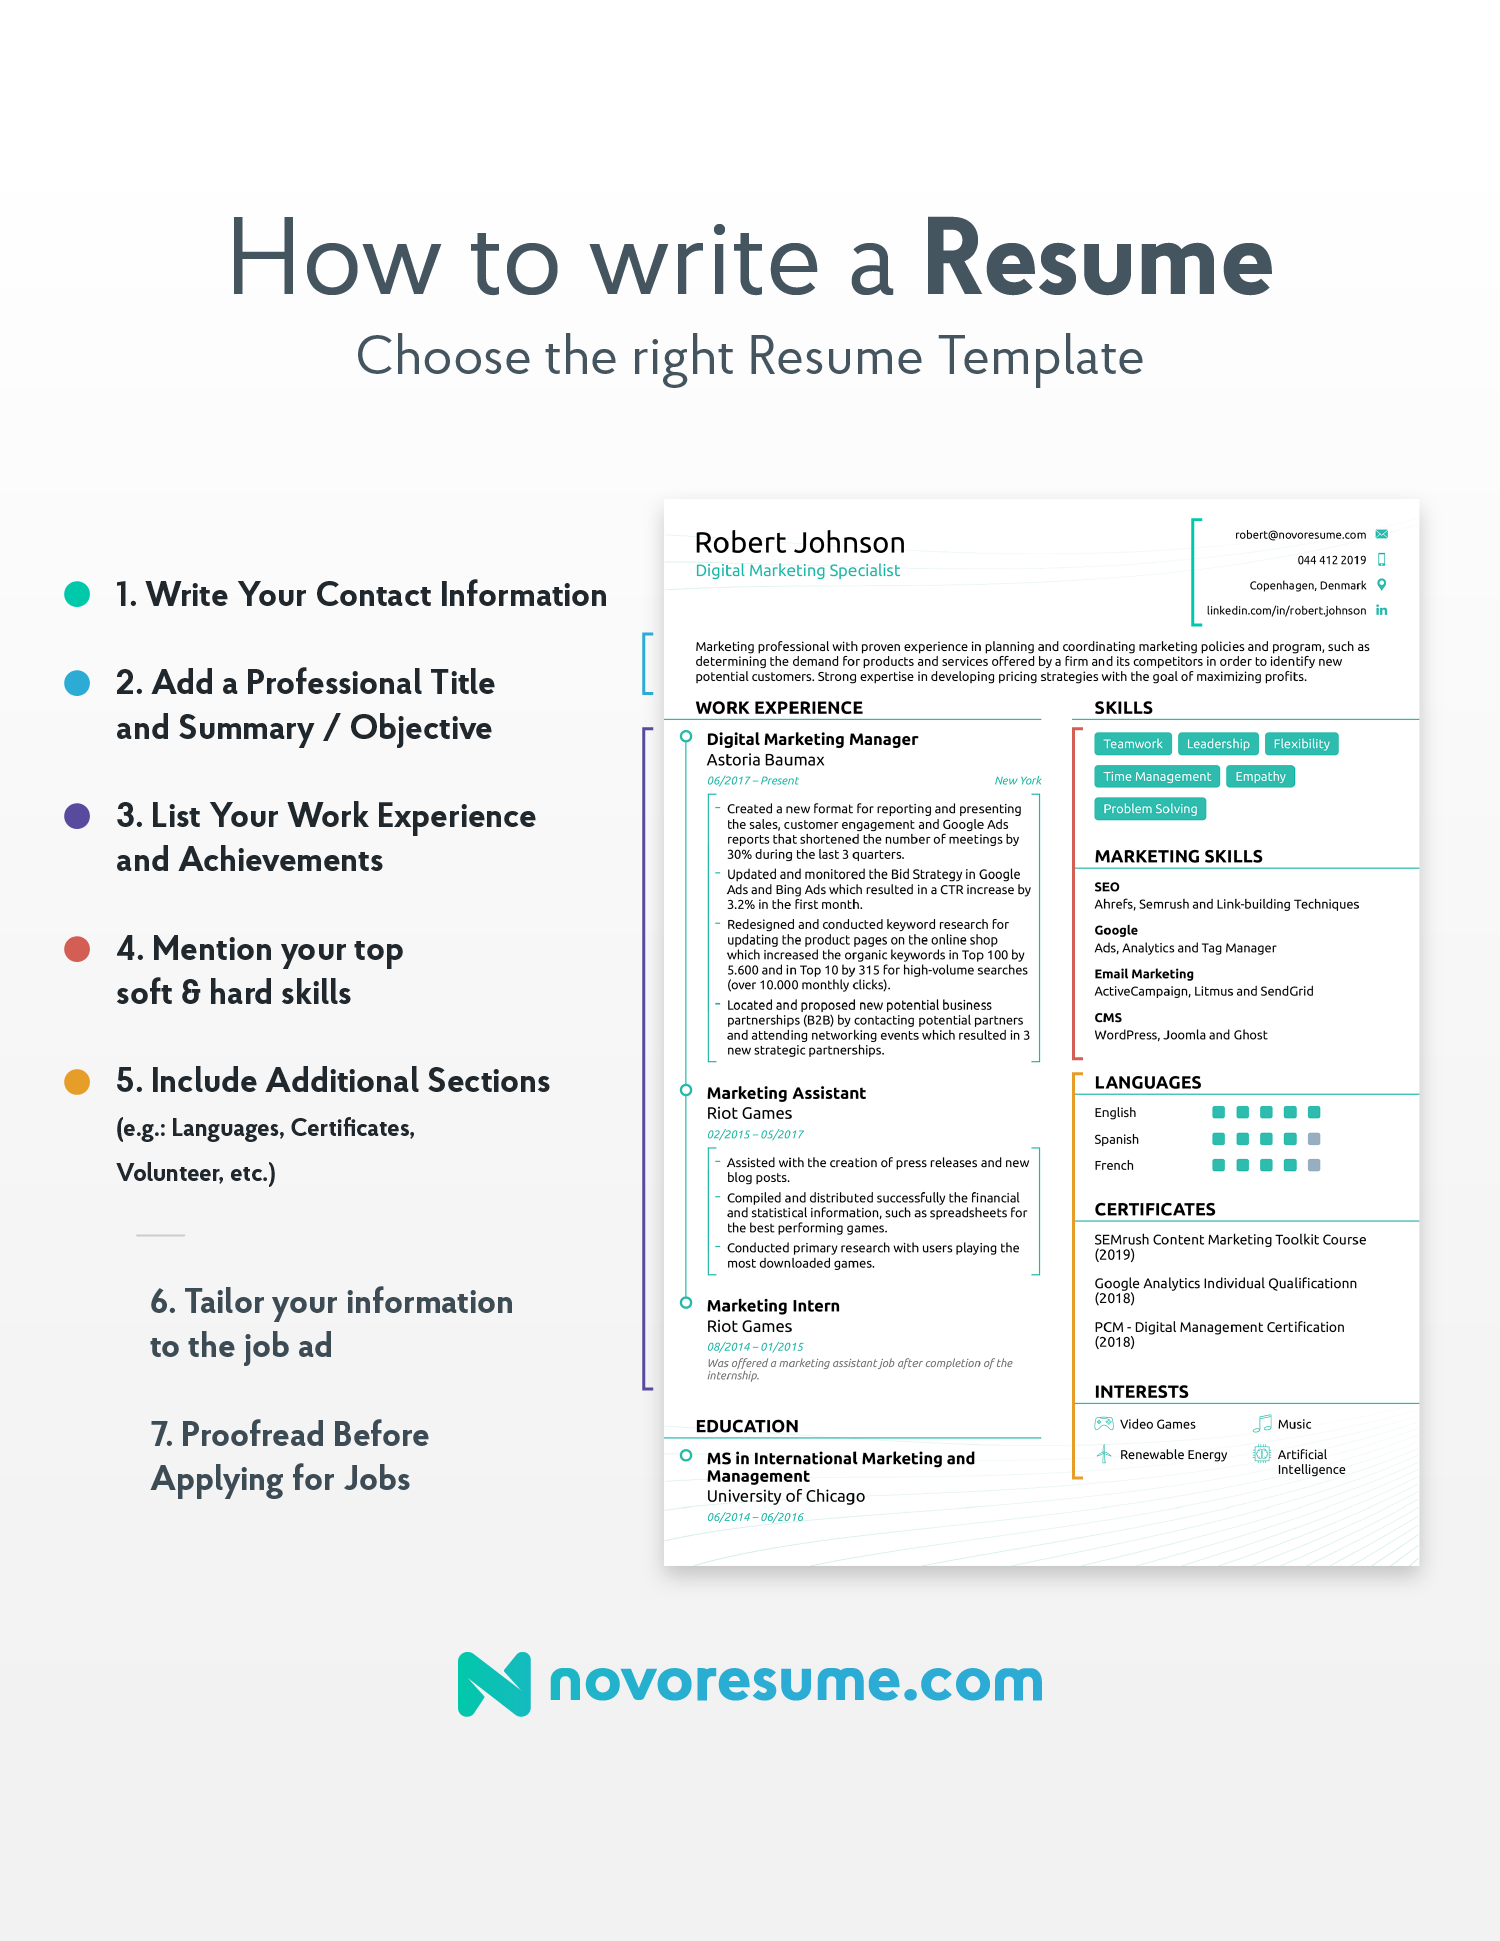 How to write a Resume
Choose the right Resume Template
1. Write Your Contact Information
2. Add a Professional Title
and Summary / Objective
3. List Your Work Experience
and Achievements
4. Mention your top
soft & hard skills
5. Include Additional Sections
(e.g.: Languages, Certificates,
Volunteer, etc.)
6. Tailor your information
to the job ad
7. Proofread Before
Applying for Jobs
Robert Johnson
Digital Marketing Specialist
robert@novoresume.com
044 412 2019
Copenhagen, Denmark
linkedin.com/in/robert.johnson
in
Marketing professional with proven experience in planning and coordinating marketing policies and program, such as
determining the demand for products and services offered by a firm and its competitors in order to identify new
potential customers. Strong expertise in developing pricing strategies with the goal of maximizing profits.
WORK EXPERIENCE
Digital Marketing Manager
Astoria Baumax
06/2017 – Present New York
- Created a new format for reporting and presenting
the sales, customer engagement and Google Ads
reports that shortened the number of meetings by
30% during the last 3 quarters.
- Updated and monitored the Bid Strategy in Google
Ads and Bing Ads which resulted in a CTR increase by
3.2% in the first month.
- Redesigned and conducted keyword research for
updating the product pages on the online shop
which increased the organic keywords in Top 100 by
5.600 and in Top 10 by 315 for high-volume searches
(over 10.000 monthly clicks).
- Located and proposed new potential business
partnerships (B2B) by contacting potential partners
and attending networking events which resulted in 3
new strategic partnerships.
Marketing Assistant
Riot Games
02/2015 – 05/2017
- Assisted with the creation of press releases and new
blog posts.
- Compiled and distributed successfully the financial
and statistical information, such as spreadsheets for
the best performing games.
- Conducted primary research with users playing the
most downloaded games.
Marketing Intern
Riot Games
08/2014 – 01/2015
Was offered a marketing assistant job after completion of the
internship.
EDUCATION
MS in International Marketing and
Management
University of Chicago
06/2014 – 06/2016
SKILLS
Teamwork Leadership Flexibility
Time Management Empathy
Problem Solving
MARKETING SKILLS
SEO
Ahrefs, Semrush and Link-building Techniques
Google
Ads, Analytics and Tag Manager
Email Marketing
ActiveCampaign, Litmus and SendGrid
CMS
WordPress, Joomla and Ghost
LANGUAGES
English
Spanish
French
CERTIFICATES
SEMrush Content Marketing Toolkit Course
(2019)
Google Analytics Individual Qualificationn
(2018)
PCM - Digital Management Certification
(2018)
INTERESTS
Video Games Music
Renewable Energy Artificial
Intelligence
novoresume.com